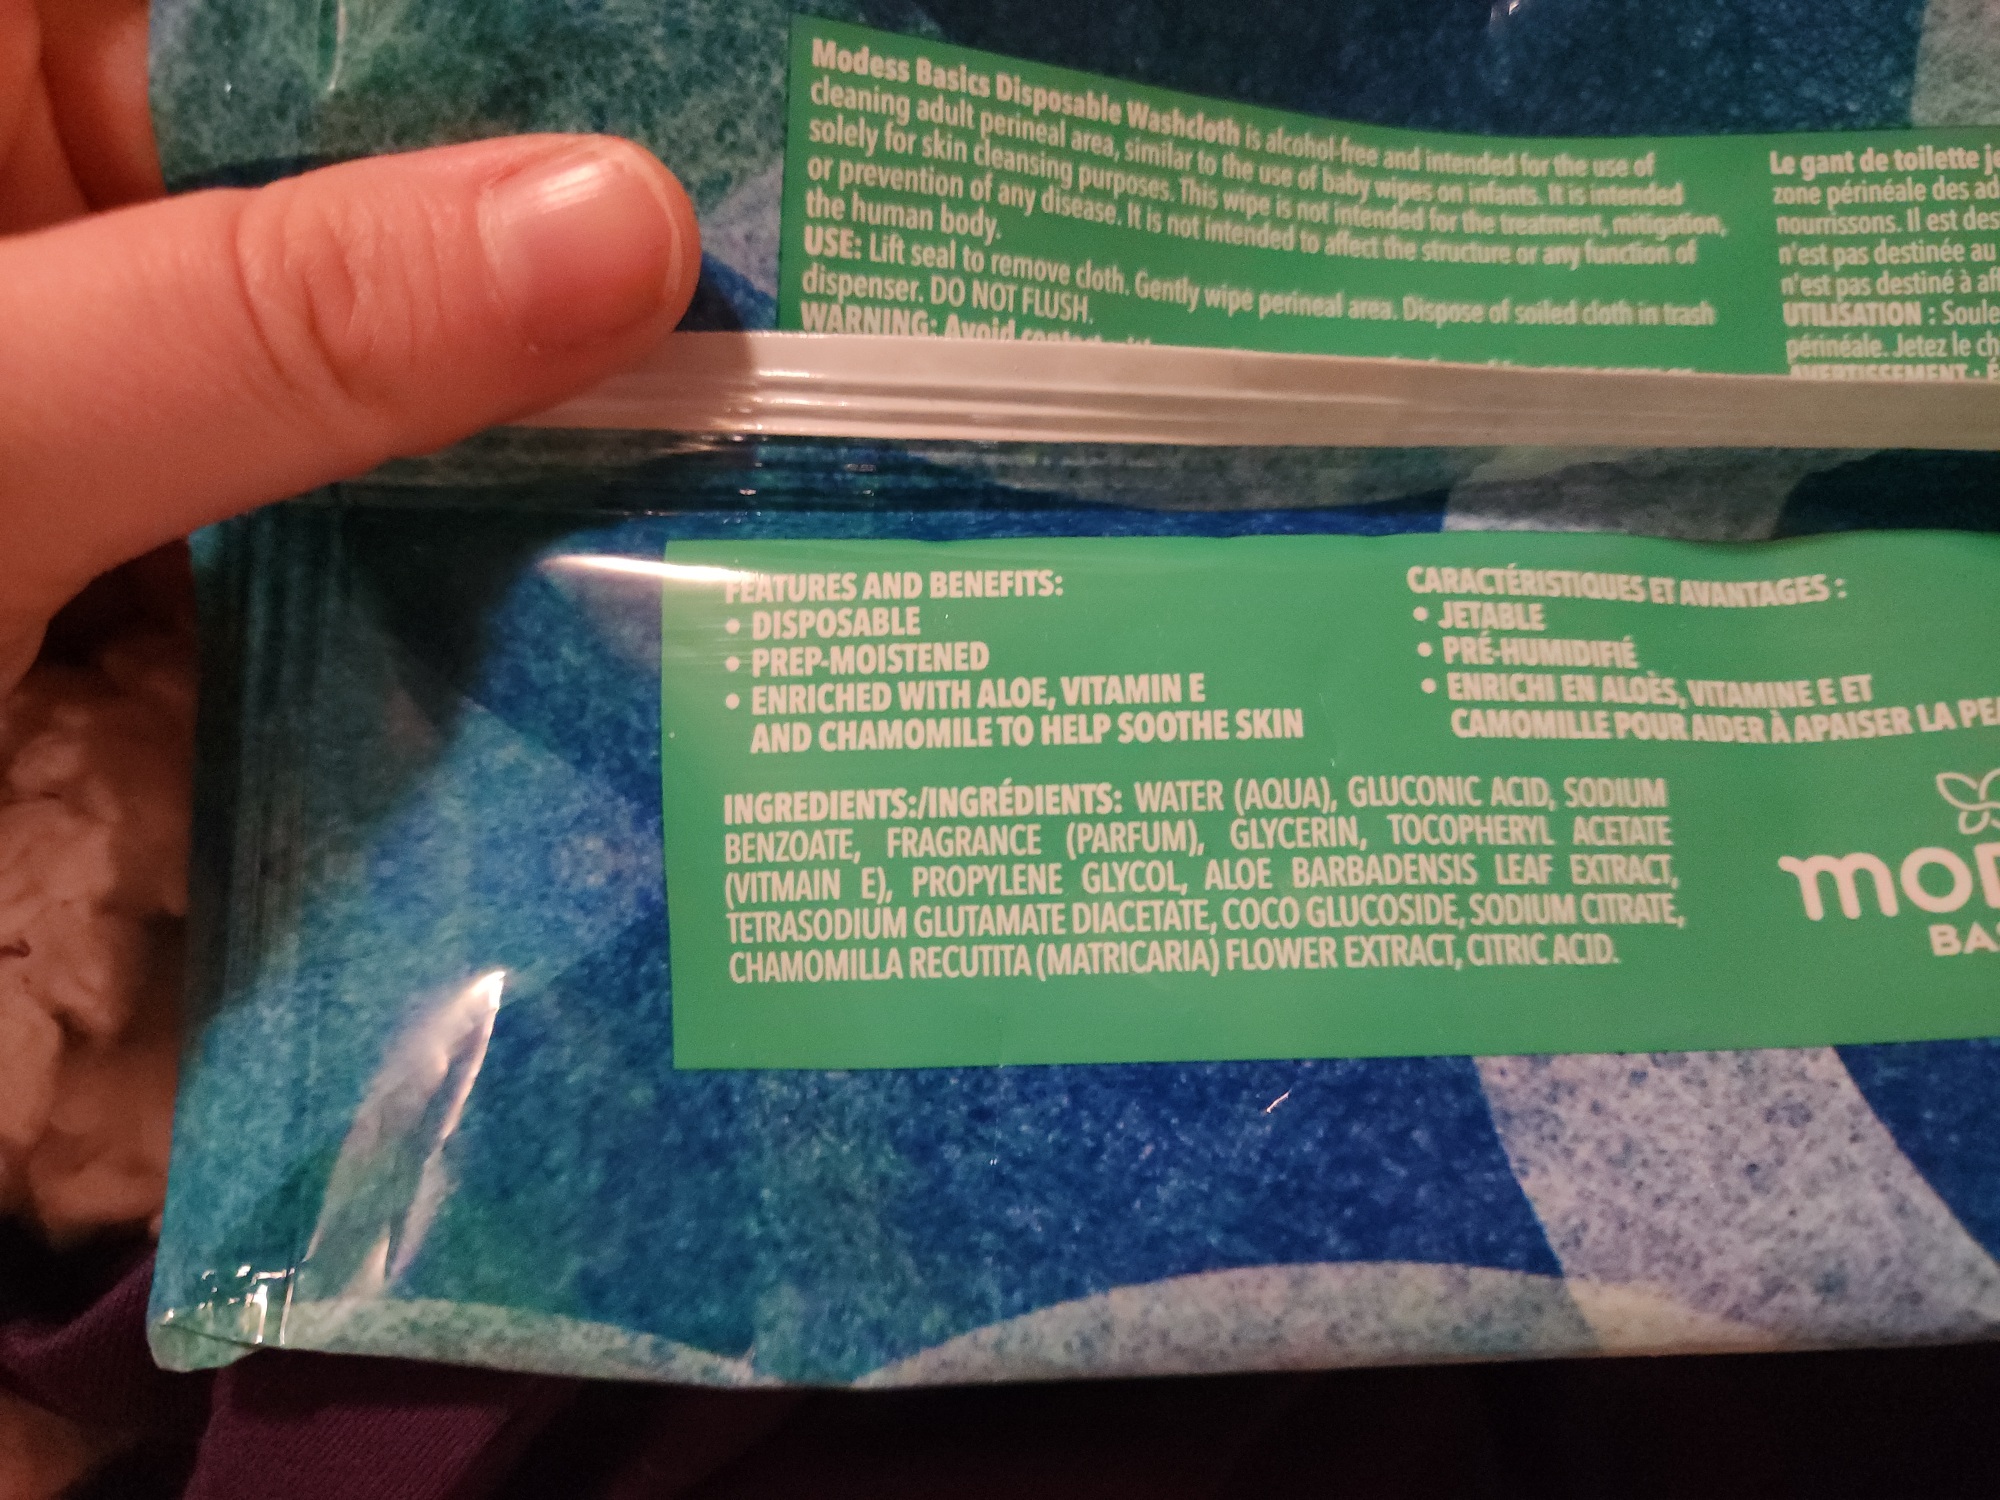 Modess Basics Disposable Washcloth is alcohol-free and intended for the use of
cleaning adult perineal area, similar to the use of baby wipes on infants. It is intended
solely for skin cleansing purposes. This wipe is not intended for the treatment, mitigation,
or prevention of any disease. It is not intended to affect the structure or any function of
the human body.
USE: Lift seal to remove cloth. Gently wipe perineal area. Dispose of soiled cloth in trash
dispenser. DO NOT FLUSH.
WARNING: Avoid contact
Le gant de toilette
zone périnéale des
nourrissons. Il est
n'est pas destinée au
n'est pas destiné à
UTILISATION :
périnéale. Jetez le
AVERTISSEMENT :
FEATURES AND BENEFITS:
• DISPOSABLE
• PREP-MOISTENED
• ENRICHED WITH ALOE, VITAMIN E
AND CHAMOMILE TO HELP SOOTHE SKIN
CARACTÉRISTIQUES ET AVANTAGES :
• JETABLE
• PRÉ-HUMIDIFIÉ
• ENRICHI EN ALOÈS, VITAMINE E ET
CAMOMILLE POUR AIDER À APAISER LA
INGREDIENTS:/INGRÉDIENTS: WATER (AQUA), GLUCONIC ACID, SODIUM
BENZOATE, FRAGRANCE (PARFUM), GLYCERIN, TOCOPHERYL ACETATE
(VITMAIN E), PROPYLENE GLYCOL, ALOE BARBADENSIS LEAF EXTRACT,
TETRASODIUM GLUTAMATE DIACETATE, COCO GLUCOSIDE, SODIUM CITRATE,
CHAMOMILLA RECUTITA (MATRICARIA) FLOWER EXTRACT, CITRIC ACID.